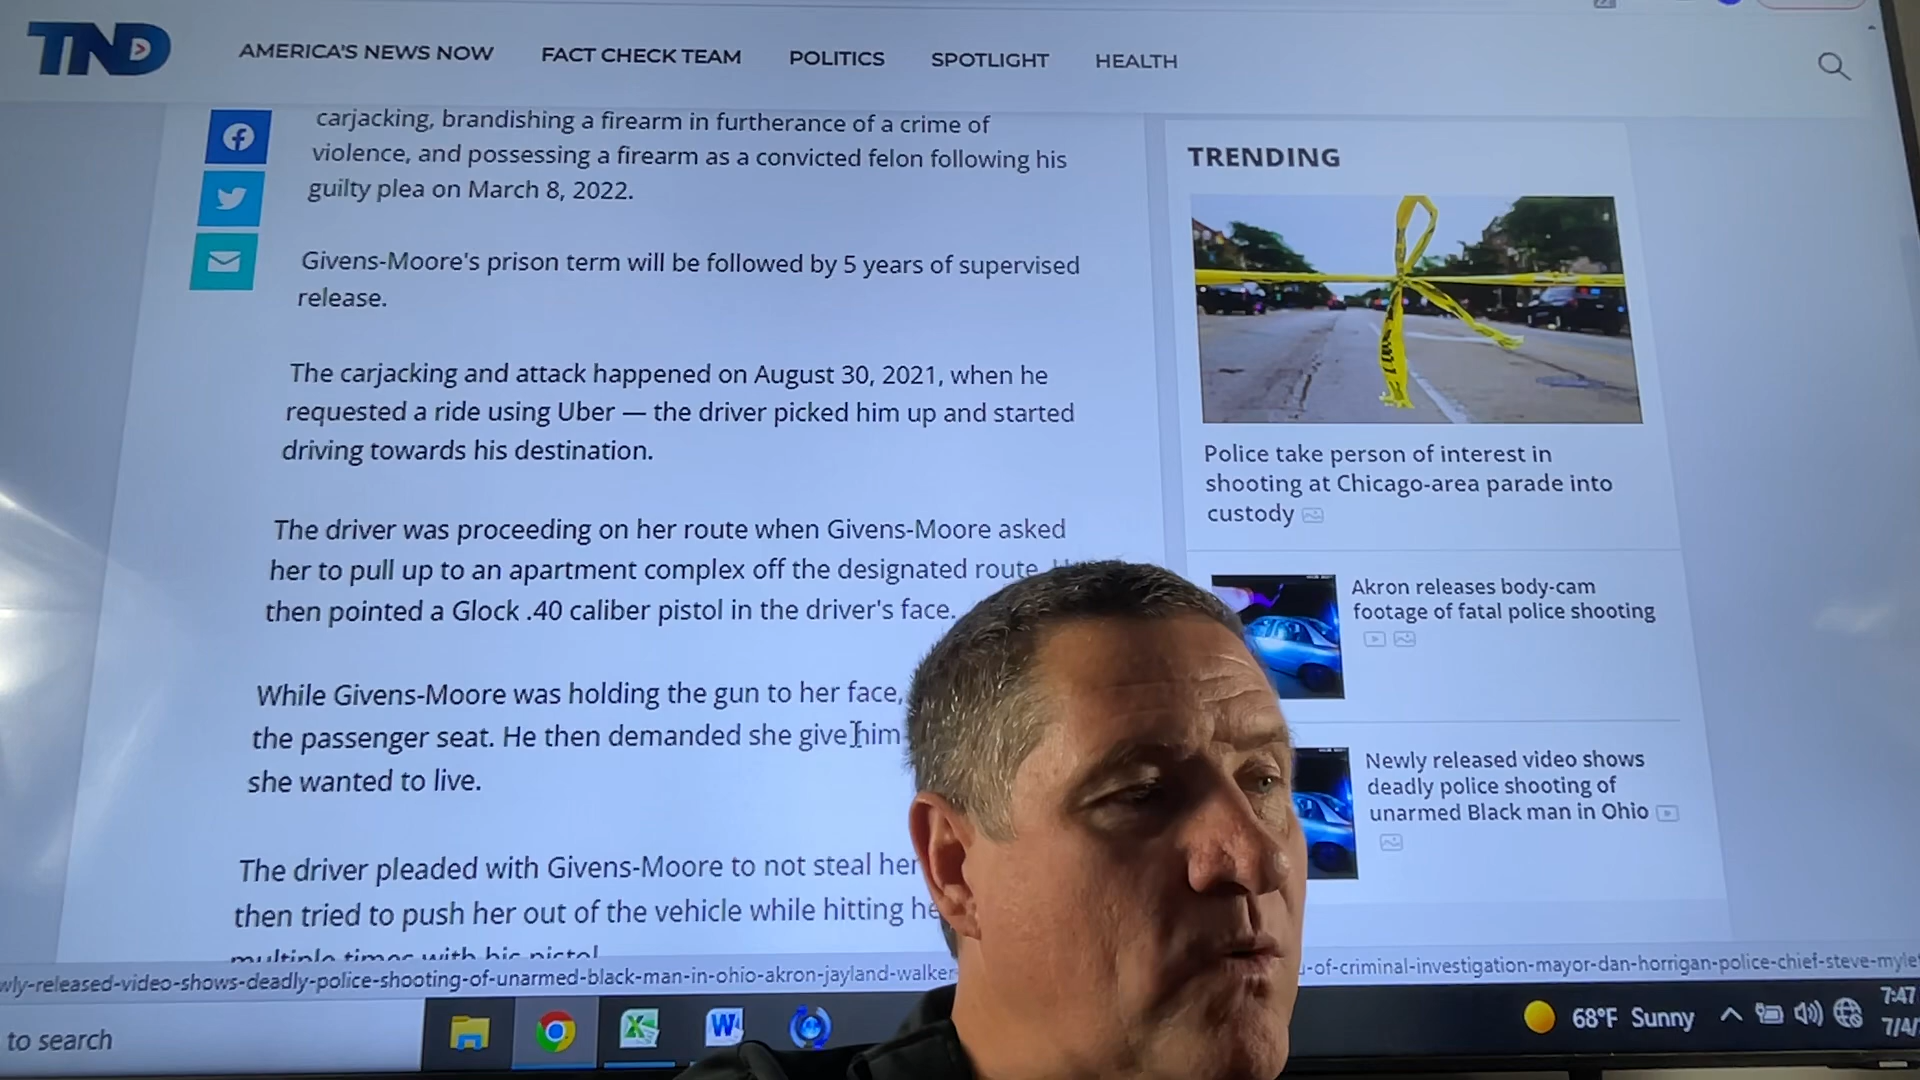 TND
AMERICA'S NEWS NOW
FACT CHECK TEAM
POLITICS
SPOTLIGHT
HEALTH
carjacking, brandishing a firearm in furtherance of a crime of
violence, and possessing a firearm as a convicted felon following his
guilty plea on March 8, 2022.
Givens-Moore's prison term will be followed by 5 years of supervised
release.
The carjacking and attack happened on August 30, 2021, when he
requested a ride using Uber — the driver picked him up and started
driving towards his destination.
The driver was proceeding on her route when Givens-Moore asked
her to pull up to an apartment complex off the designated route.
then pointed a Glock .40 caliber pistol in the driver's face.
While Givens-Moore was holding the gun to her face,
the passenger seat. He then demanded she give him
she wanted to live.
The driver pleaded with Givens-Moore to not steal her
then tried to push her out of the vehicle while hitting
multiple times with his pistol
TRENDING
Police take person of interest in
shooting at Chicago-area parade into
custody
Akron releases body-cam
footage of fatal police shooting
Newly released video shows
deadly police shooting of
unarmed Black man in Ohio
wly-released-video-shows-deadly-police-shooting-of-unarmed-black-man-in-ohio-akron-jayland-walker
-of-criminal-investigation-mayor-dan-horrigan-police-chief-steve-myle
to search
68°F Sunny
7:47
7/4/